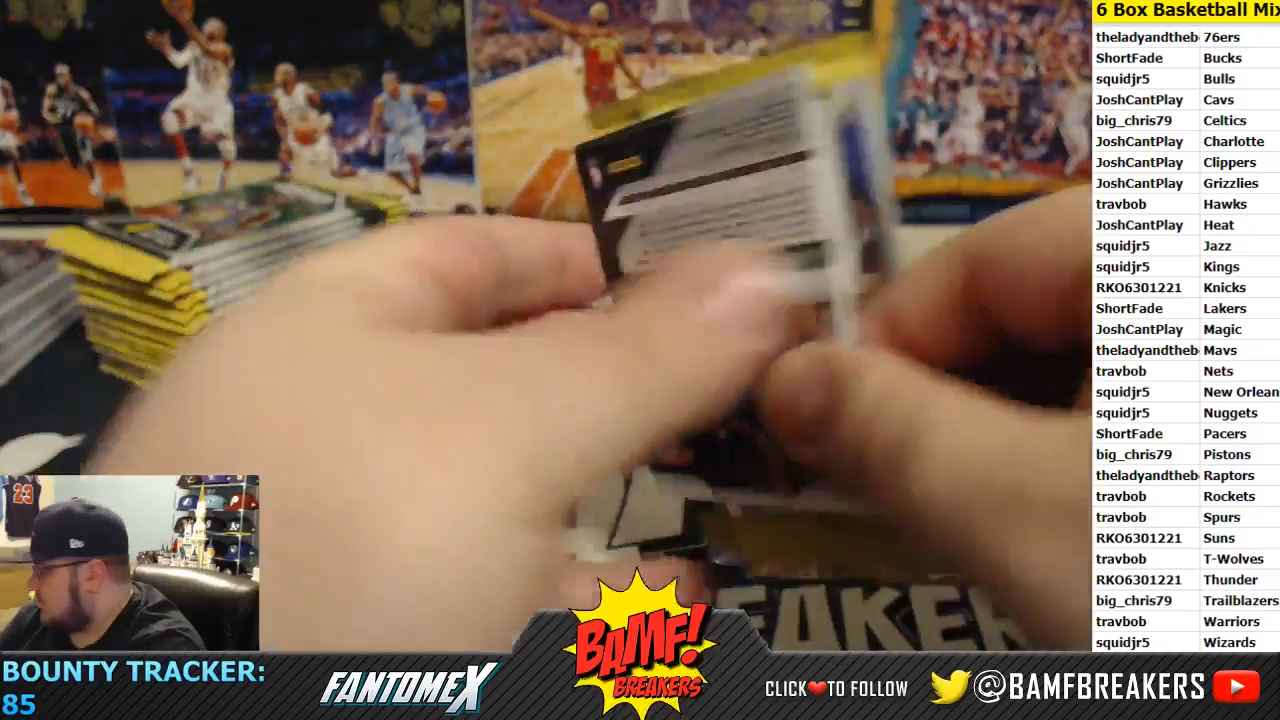 6 Box Basketball Mix
theladyandtheb 76ers
ShortFade Bucks
squidjr5 Bulls
JoshCantPlay Cavs
big_chris79 Celtics
JoshCantPlay Charlotte
JoshCantPlay Clippers
JoshCantPlay Grizzlies
travbob Hawks
JoshCantPlay Heat
squidjr5 Jazz
squidjr5 Kings
RKO6301221 Knicks
ShortFade Lakers
JoshCantPlay Magic
theladyandtheb Mavs
travbob Nets
squidjr5 New Orlean
squidjr5 Nuggets
ShortFade Pacers
big_chris79 Pistons
theladyandtheb Raptors
travbob Rockets
travbob Spurs
RKO6301221 Suns
travbob T-Wolves
RKO6301221 Thunder
big_chris79 Trailblazers
travbob Warriors
squidjr5 Wizards
23
EAKER
BOUNTY TRACKER:
85
FANTOMEX
BAMF!
BREAKERS
CLICK TO FOLLOW
@BAMFBREAKERS